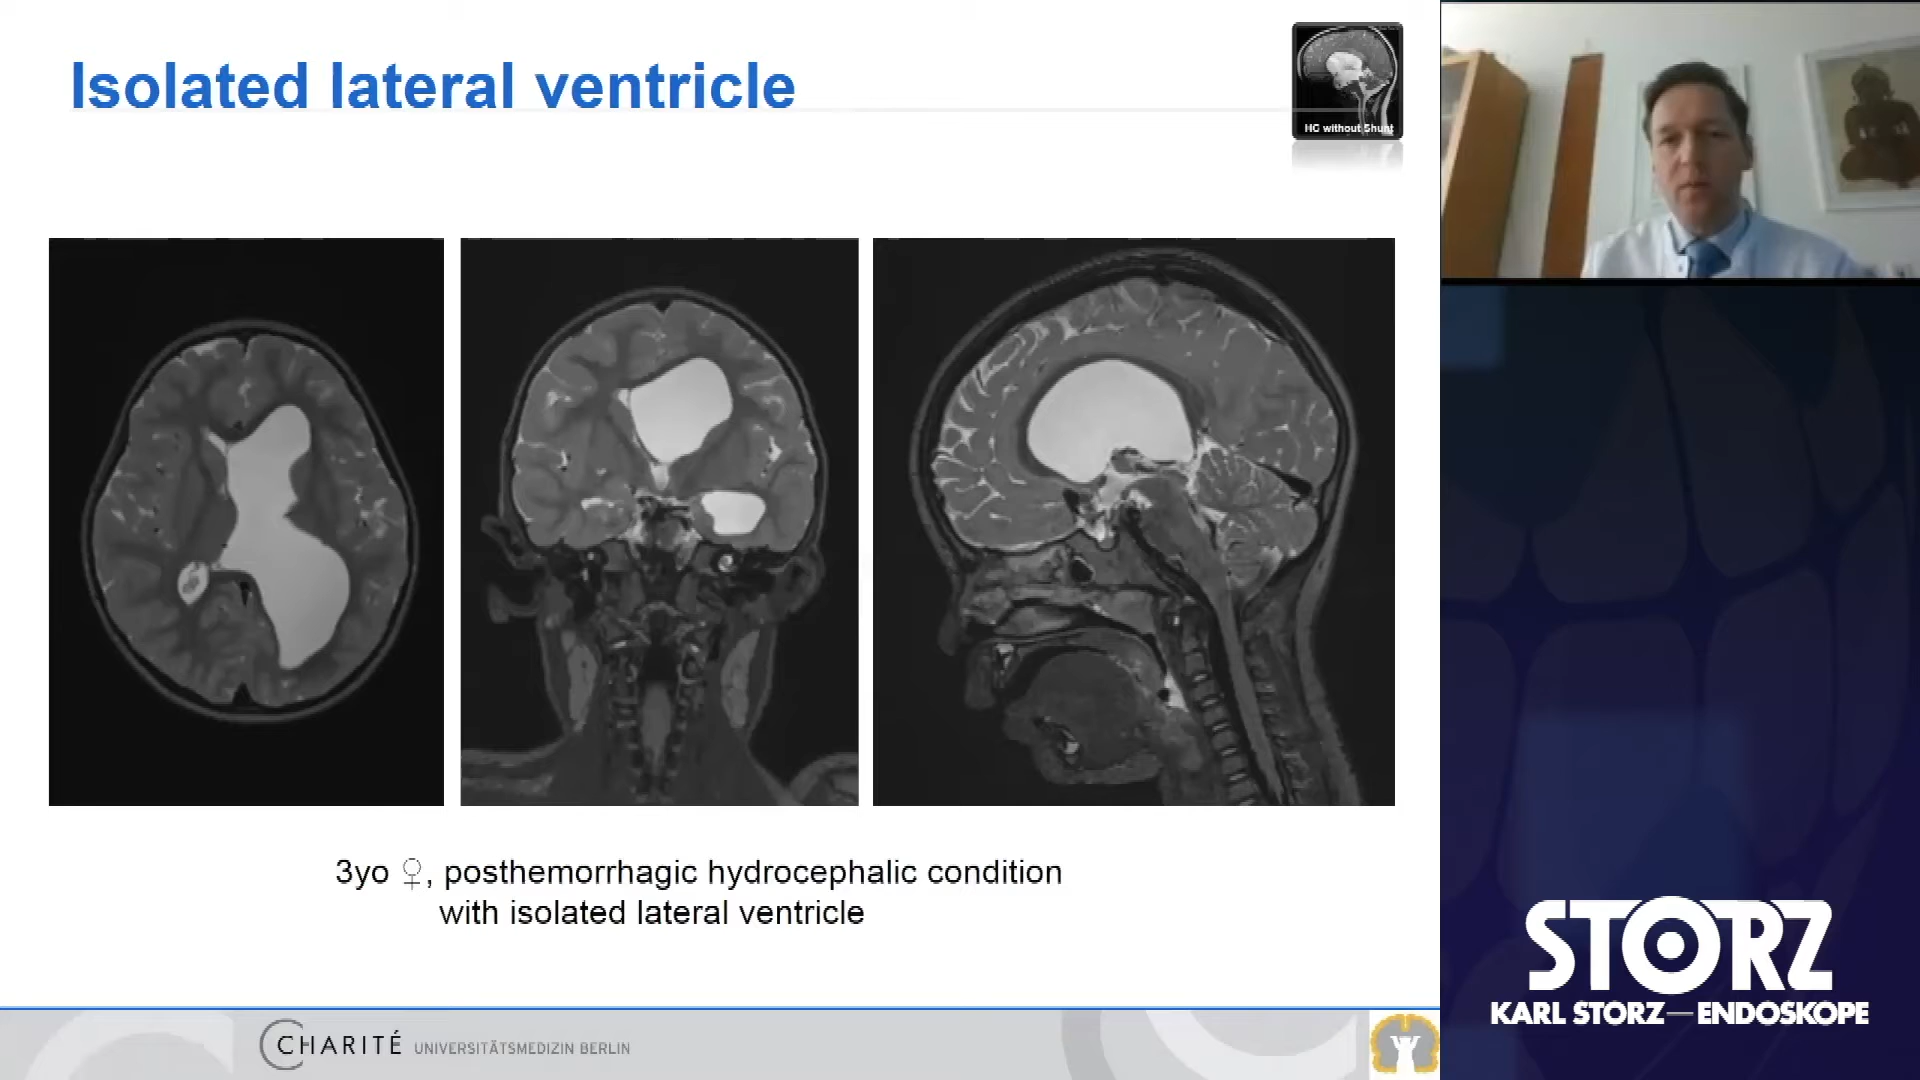 Isolated lateral ventricle
HC without Shunt
3yo ♀, posthemorrhagic hydrocephalic condition
with isolated lateral ventricle
CHARITÉ UNIVERSITÄTSMEDIZIN BERLIN
STORZ
KARL STORZ—ENDOSKOPE